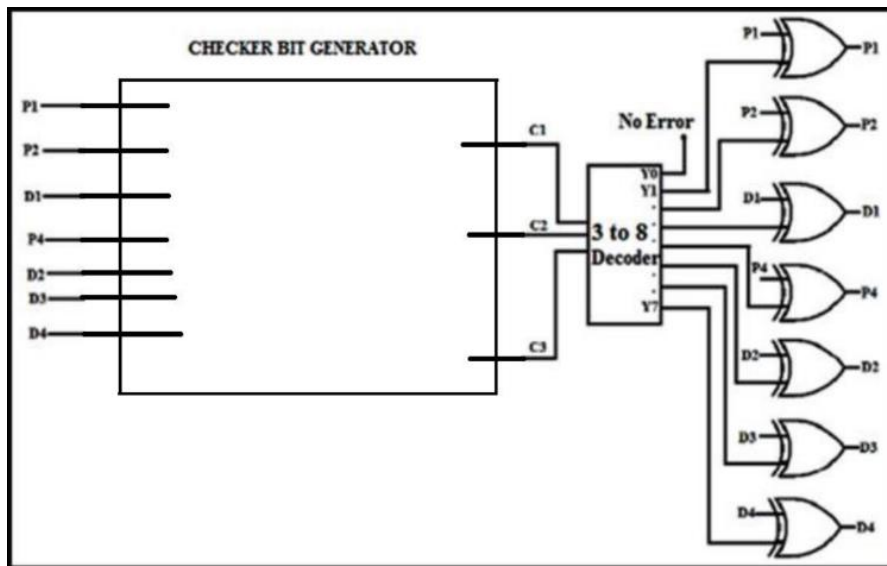 CHECKER BIT GENERATOR
P1
P2
D1
P4
D2
D3
D4
C1
C2
C3
No Error
Y0
Y1
3 to 8
Decoder
Y7
P1
P1
P2
P2
D1
D1
P4
P4
D2
D2
D3
D3
D4
D4